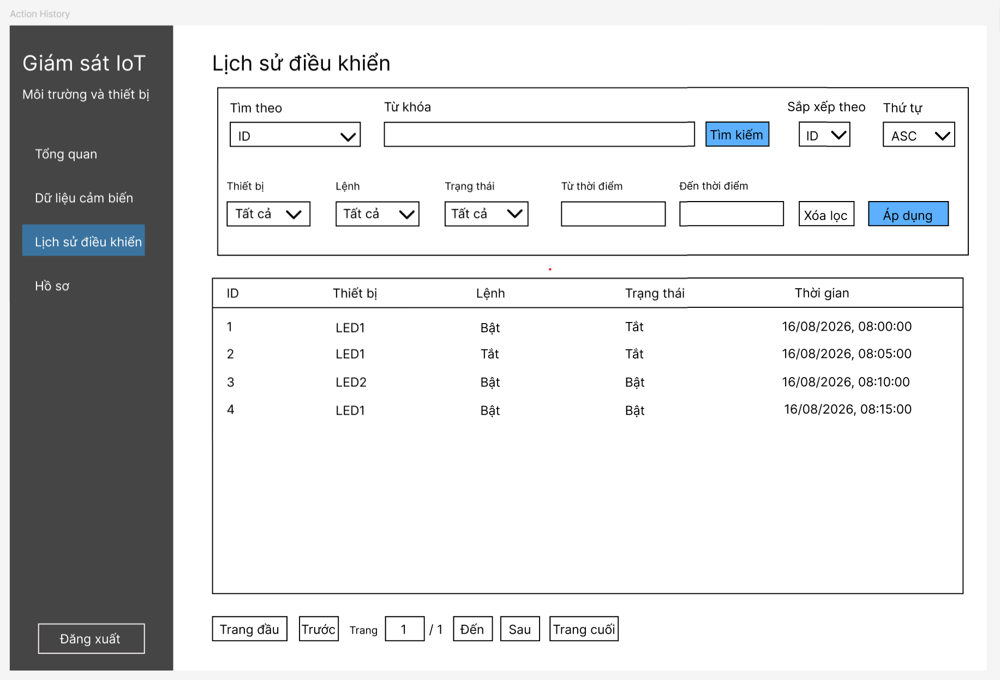 Action History
Giám sát IoT
Môi trường và thiết bị
Tổng quan
Dữ liệu cảm biến
Lịch sử điều khiển
Hồ sơ
Đăng xuất
Lịch sử điều khiển
Tìm theo Từ khóa Sắp xếp theo Thứ tự
ID Tìm kiếm ID ASC
Thiết bị Lệnh Trạng thái Từ thời điểm Đến thời điểm
Tất cả Tất cả Tất cả Xóa lọc Áp dụng
ID Thiết bị Lệnh Trạng thái Thời gian
1 LED1 Bật Tắt 16/08/2026, 08:00:00
2 LED1 Tắt Tắt 16/08/2026, 08:05:00
3 LED2 Bật Bật 16/08/2026, 08:10:00
4 LED1 Bật Bật 16/08/2026, 08:15:00
Trang đầu Trước Trang 1 / 1 Đến Sau Trang cuối